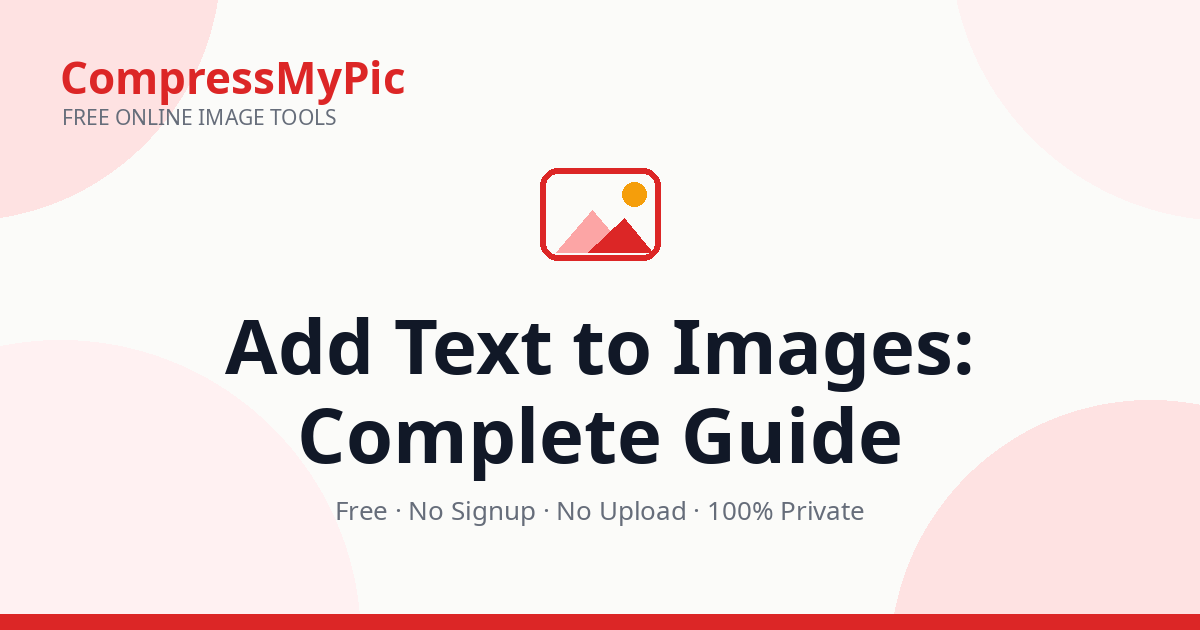 CompressMyPic
FREE ONLINE IMAGE TOOLS
Add Text to Images:
Complete Guide
Free · No Signup · No Upload · 100% Private